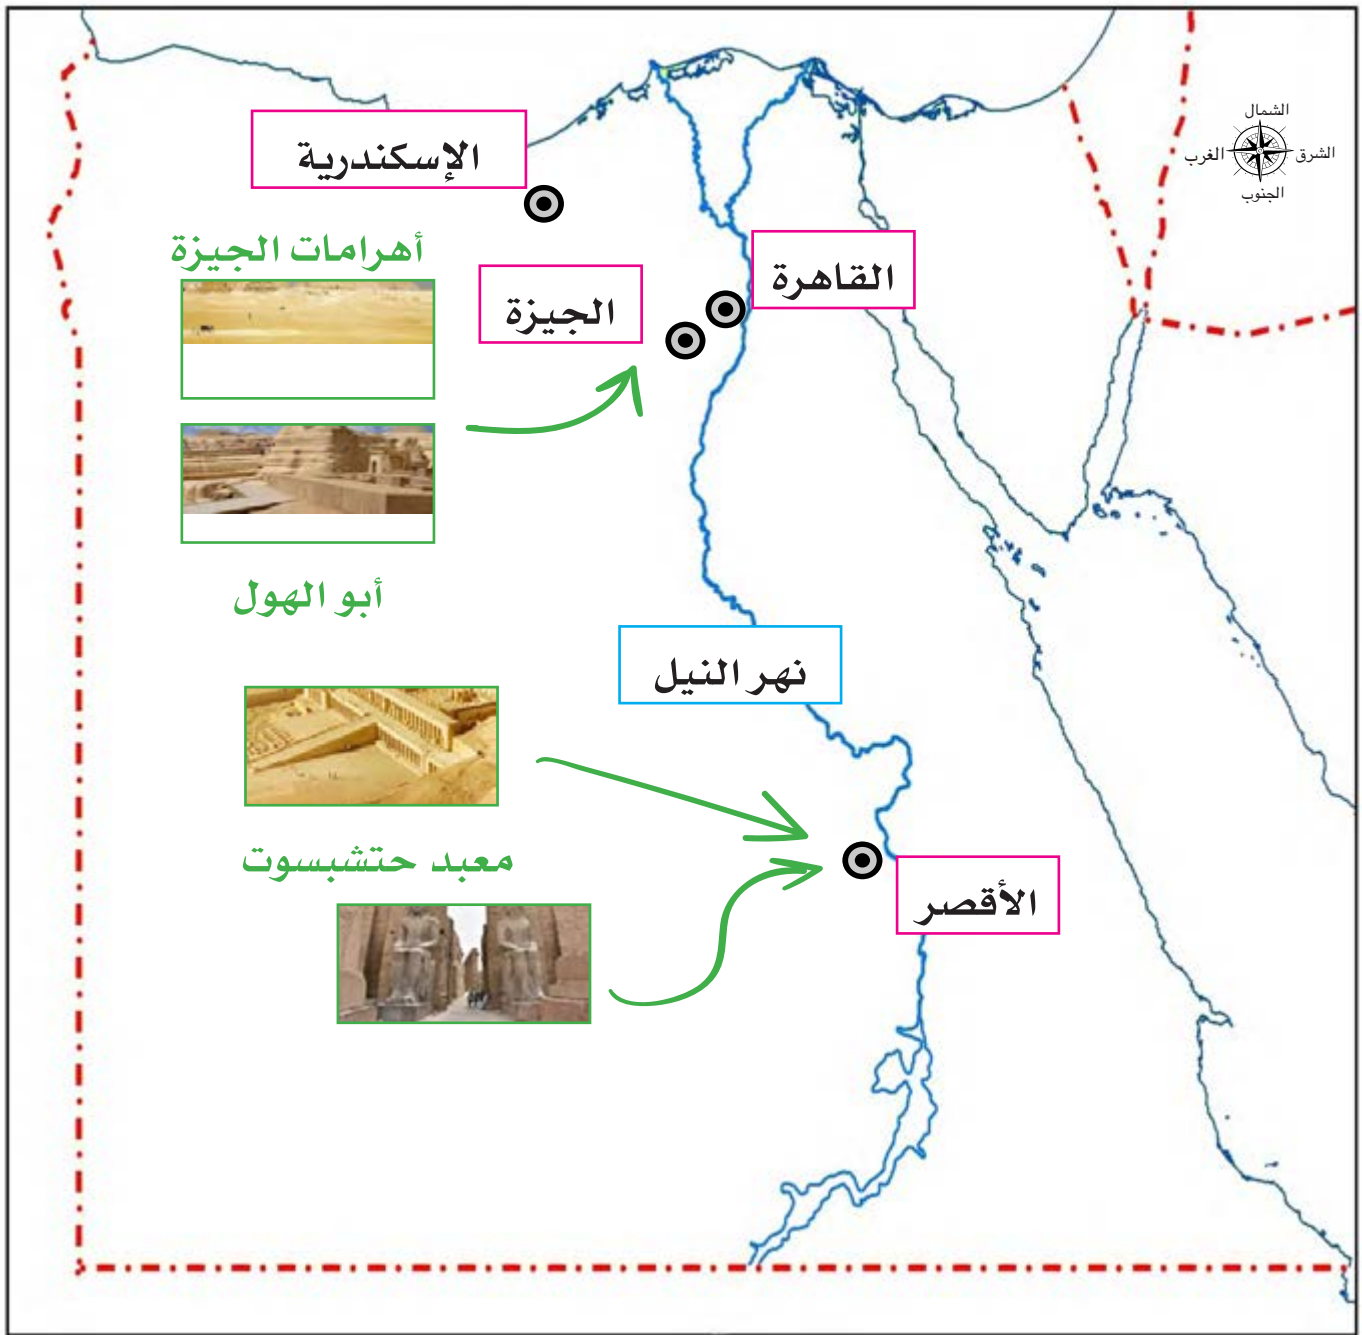 الشمال
الشرق
الغرب
الجنوب
الإسكندرية
أهرامات الجيزة
القاهرة
الجيزة
أبو الهول
نهر النيل
معبد حتشبسوت
الأقصر